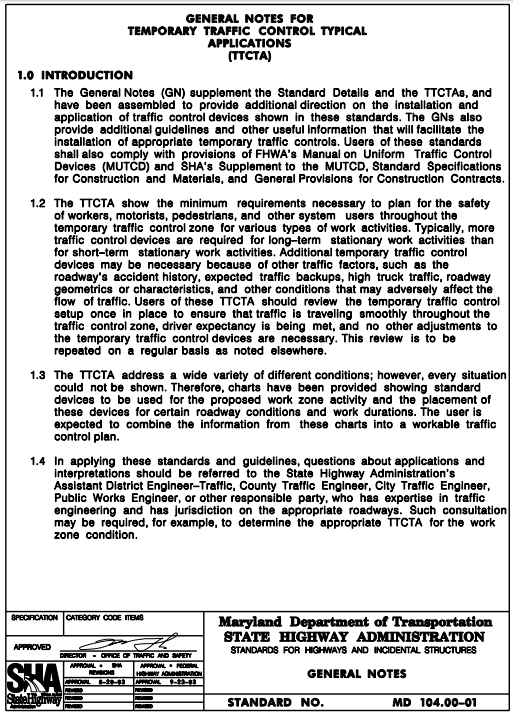 GENERAL NOTES FOR
TEMPORARY TRAFFIC CONTROL TYPICAL
APPLICATIONS
(TTCTA)
1.0 INTRODUCTION
1.1 The General Notes (GN) supplement the Standard Details and the TTCTAs, and
have been assembled to provide additional direction on the installation and
application of traffic control devices shown in these standards. The GNs also
provide additional guidelines and other useful information that will facilitate the
installation of appropriate temporary traffic controls. Users of these standards
shall also comply with provisions of FHWA's Manual on Uniform Traffic Control
Devices (MUTCD) and SHA's Supplement to the MUTCD, Standard Specifications
for Construction and Materials, and General Provisions for Construction Contracts.
1.2 The TTCTA show the minimum requirements necessary to plan for the safety
of workers, motorists, pedestrians, and other system users throughout the
temporary traffic control zone for various types of work activities. Typically, more
traffic control devices are required for long-term stationary work activities than
for short-term stationary work activities. Additional temporary traffic control
devices may be necessary because of other traffic factors, such as the
roadway's accident history, expected traffic backups, high truck traffic, roadway
geometrics or characteristics, and other conditions that may adversely affect the
flow of traffic. Users of these TTCTA should review the temporary traffic control
setup once in place to ensure that traffic is traveling smoothly throughout the
traffic control zone, driver expectancy is being met, and no other adjustments to
the temporary traffic control devices are necessary. This review is to be
repeated on a regular basis as noted elsewhere.
1.3 The TTCTA address a wide variety of different conditions; however, every situation
could not be shown. Therefore, charts have been provided showing standard
devices to be used for the proposed work zone activity and the placement of
these devices for certain roadway conditions and work durations. The user is
expected to combine the information from these charts into a workable traffic
control plan.
1.4 In applying these standards and guidelines, questions about applications and
interpretations should be referred to the State Highway Administration's
Assistant District Engineer-Traffic, County Traffic Engineer, City Traffic Engineer,
Public Works Engineer, or other responsible party, who has expertise in traffic
engineering and has jurisdiction on the appropriate roadways. Such consultation
may be required, for example, to determine the appropriate TTCTA for the work
zone condition.
SPECIFICATION CATEGORY CODE ITEMS
APPROVED
DIRECTOR - OFFICE OF TRAFFIC AND SAFETY
SHA
State Highway
APPROVAL • SHA REVISIONS
APPROVAL • FEDERAL HIGHWAY ADMINISTRATION
APPROVAL 8-20-03
APPROVAL 9-23-03
REVISED REVISED
REVISED REVISED
REVISED REVISED
Maryland Department of Transportation
STATE HIGHWAY ADMINISTRATION
STANDARDS FOR HIGHWAYS AND INCIDENTAL STRUCTURES
GENERAL NOTES
STANDARD NO. MD 104.00-01